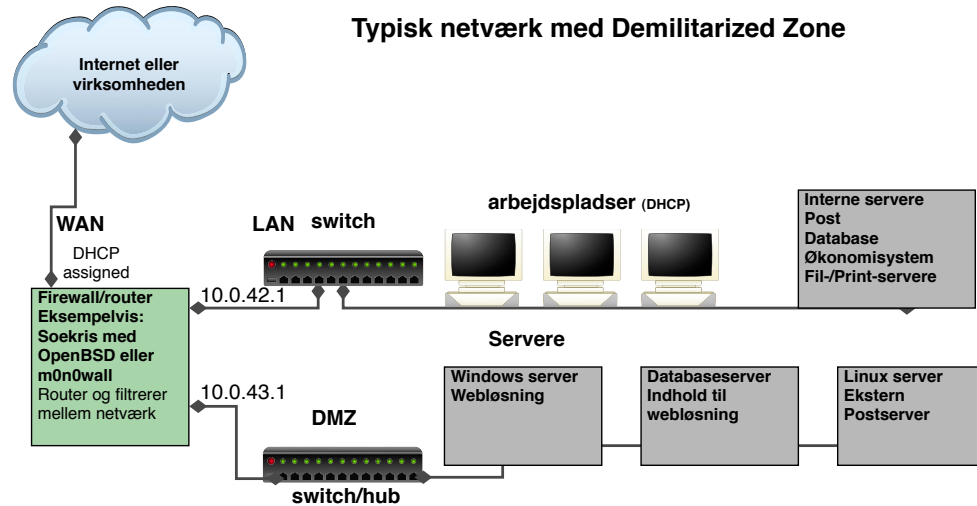 Typisk netværk med Demilitarized Zone
Internet eller
virksomheden
WAN
DHCP
assigned
Firewall/router
Eksempelvis:
Soekris med
OpenBSD eller
m0n0wall
Router og filtrerer
mellem netværk
10.0.42.1
LAN switch
arbejdspladser (DHCP)
Interne servere
Post
Database
Økonomisystem
Fil-/Print-servere
10.0.43.1
DMZ
switch/hub
Servere
Windows server
Webløsning
Databaseserver
Indhold til
webløsning
Linux server
Ekstern
Postserver